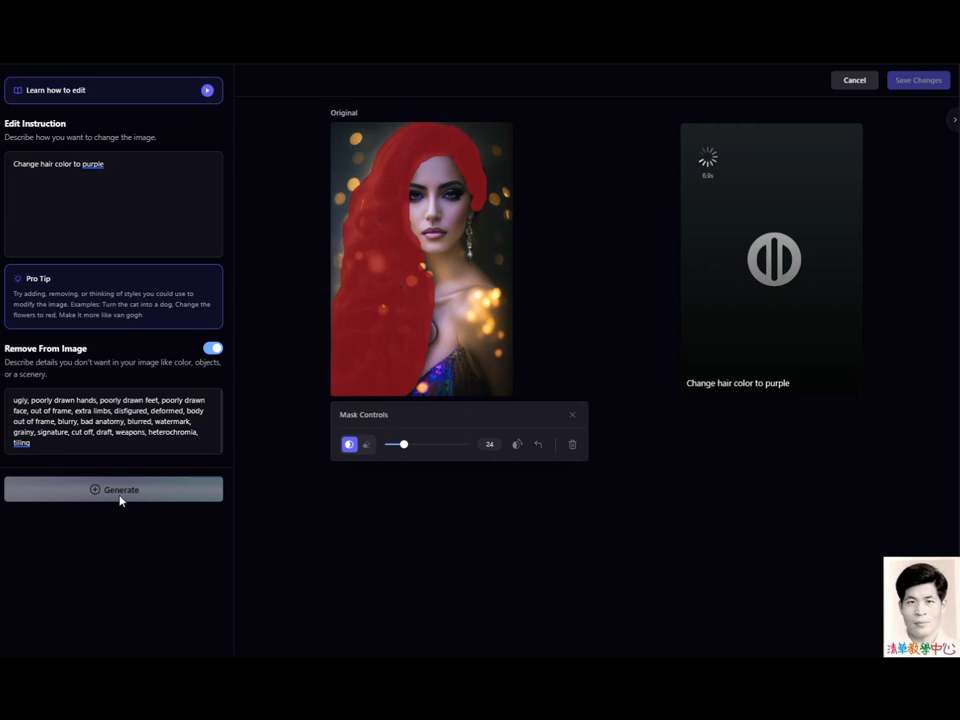 Learn how to edit
Cancel
Save Changes
Edit Instruction
Describe how you want to change the image.
Change hair color to purple
Pro Tip
Try adding, removing, or thinking of styles you could use to
modify the image. Examples: Turn the cat into a dog, Change the
flowers to red, Make it more like van gogh
Remove From Image
Describe details you don't want in your image like color, objects,
or a scenery.
ugly, poorly drawn hands, poorly drawn feet, poorly drawn
face, out of frame, extra limbs, disfigured, deformed, body
out of frame, blurry, bad anatomy, blurred, watermark,
grainy, signature, cut off, draft, weapons, heterochromia,
tiling
Generate
Original
6.9s
Change hair color to purple
Mask Controls
24
清華教學中心